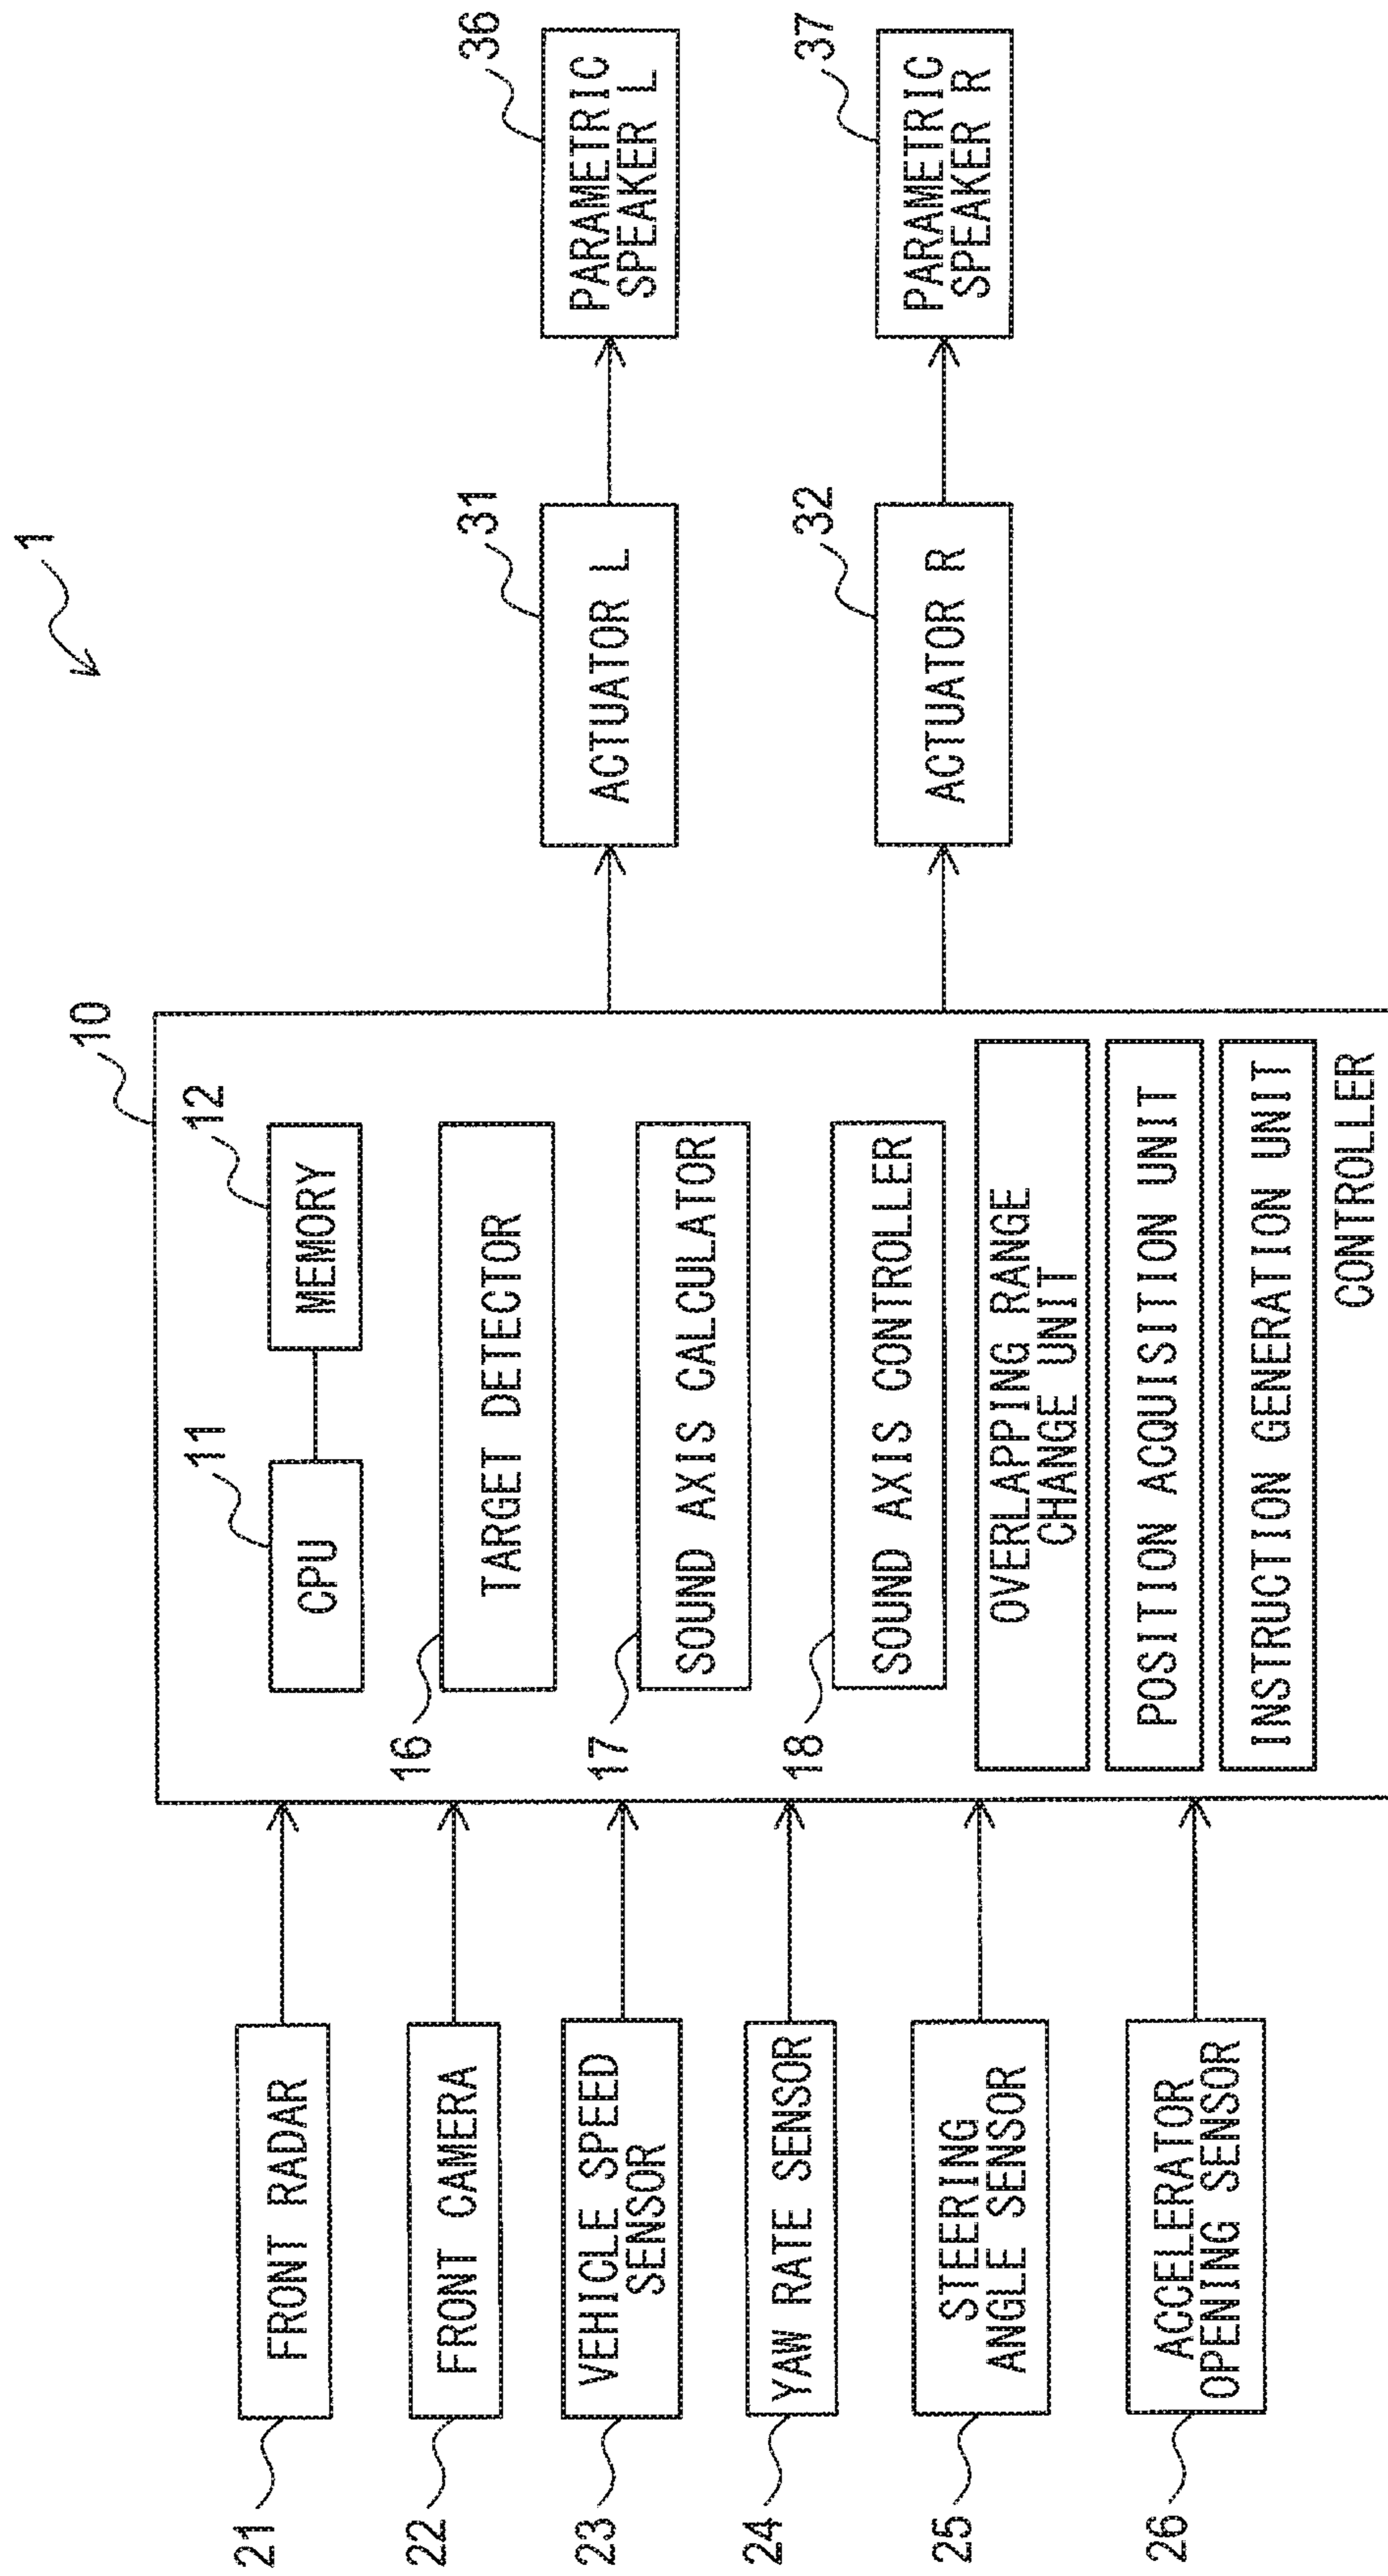 1
21
FRONT RADAR
22
FRONT CAMERA
23
VEHICLE SPEED
SENSOR
24
YAW RATE SENSOR
25
STEERING
ANGLE SENSOR
26
ACCELERATOR
OPENING SENSOR
10
11
CPU
12
MEMORY
16
TARGET DETECTOR
17
SOUND AXIS CALCULATOR
18
SOUND AXIS CONTROLLER
OVERLAPPING RANGE
CHANGE UNIT
POSITION ACQUISITION UNIT
INSTRUCTION GENERATION UNIT
CONTROLLER
31
ACTUATOR L
32
ACTUATOR R
36
PARAMETRIC
SPEAKER L
37
PARAMETRIC
SPEAKER R